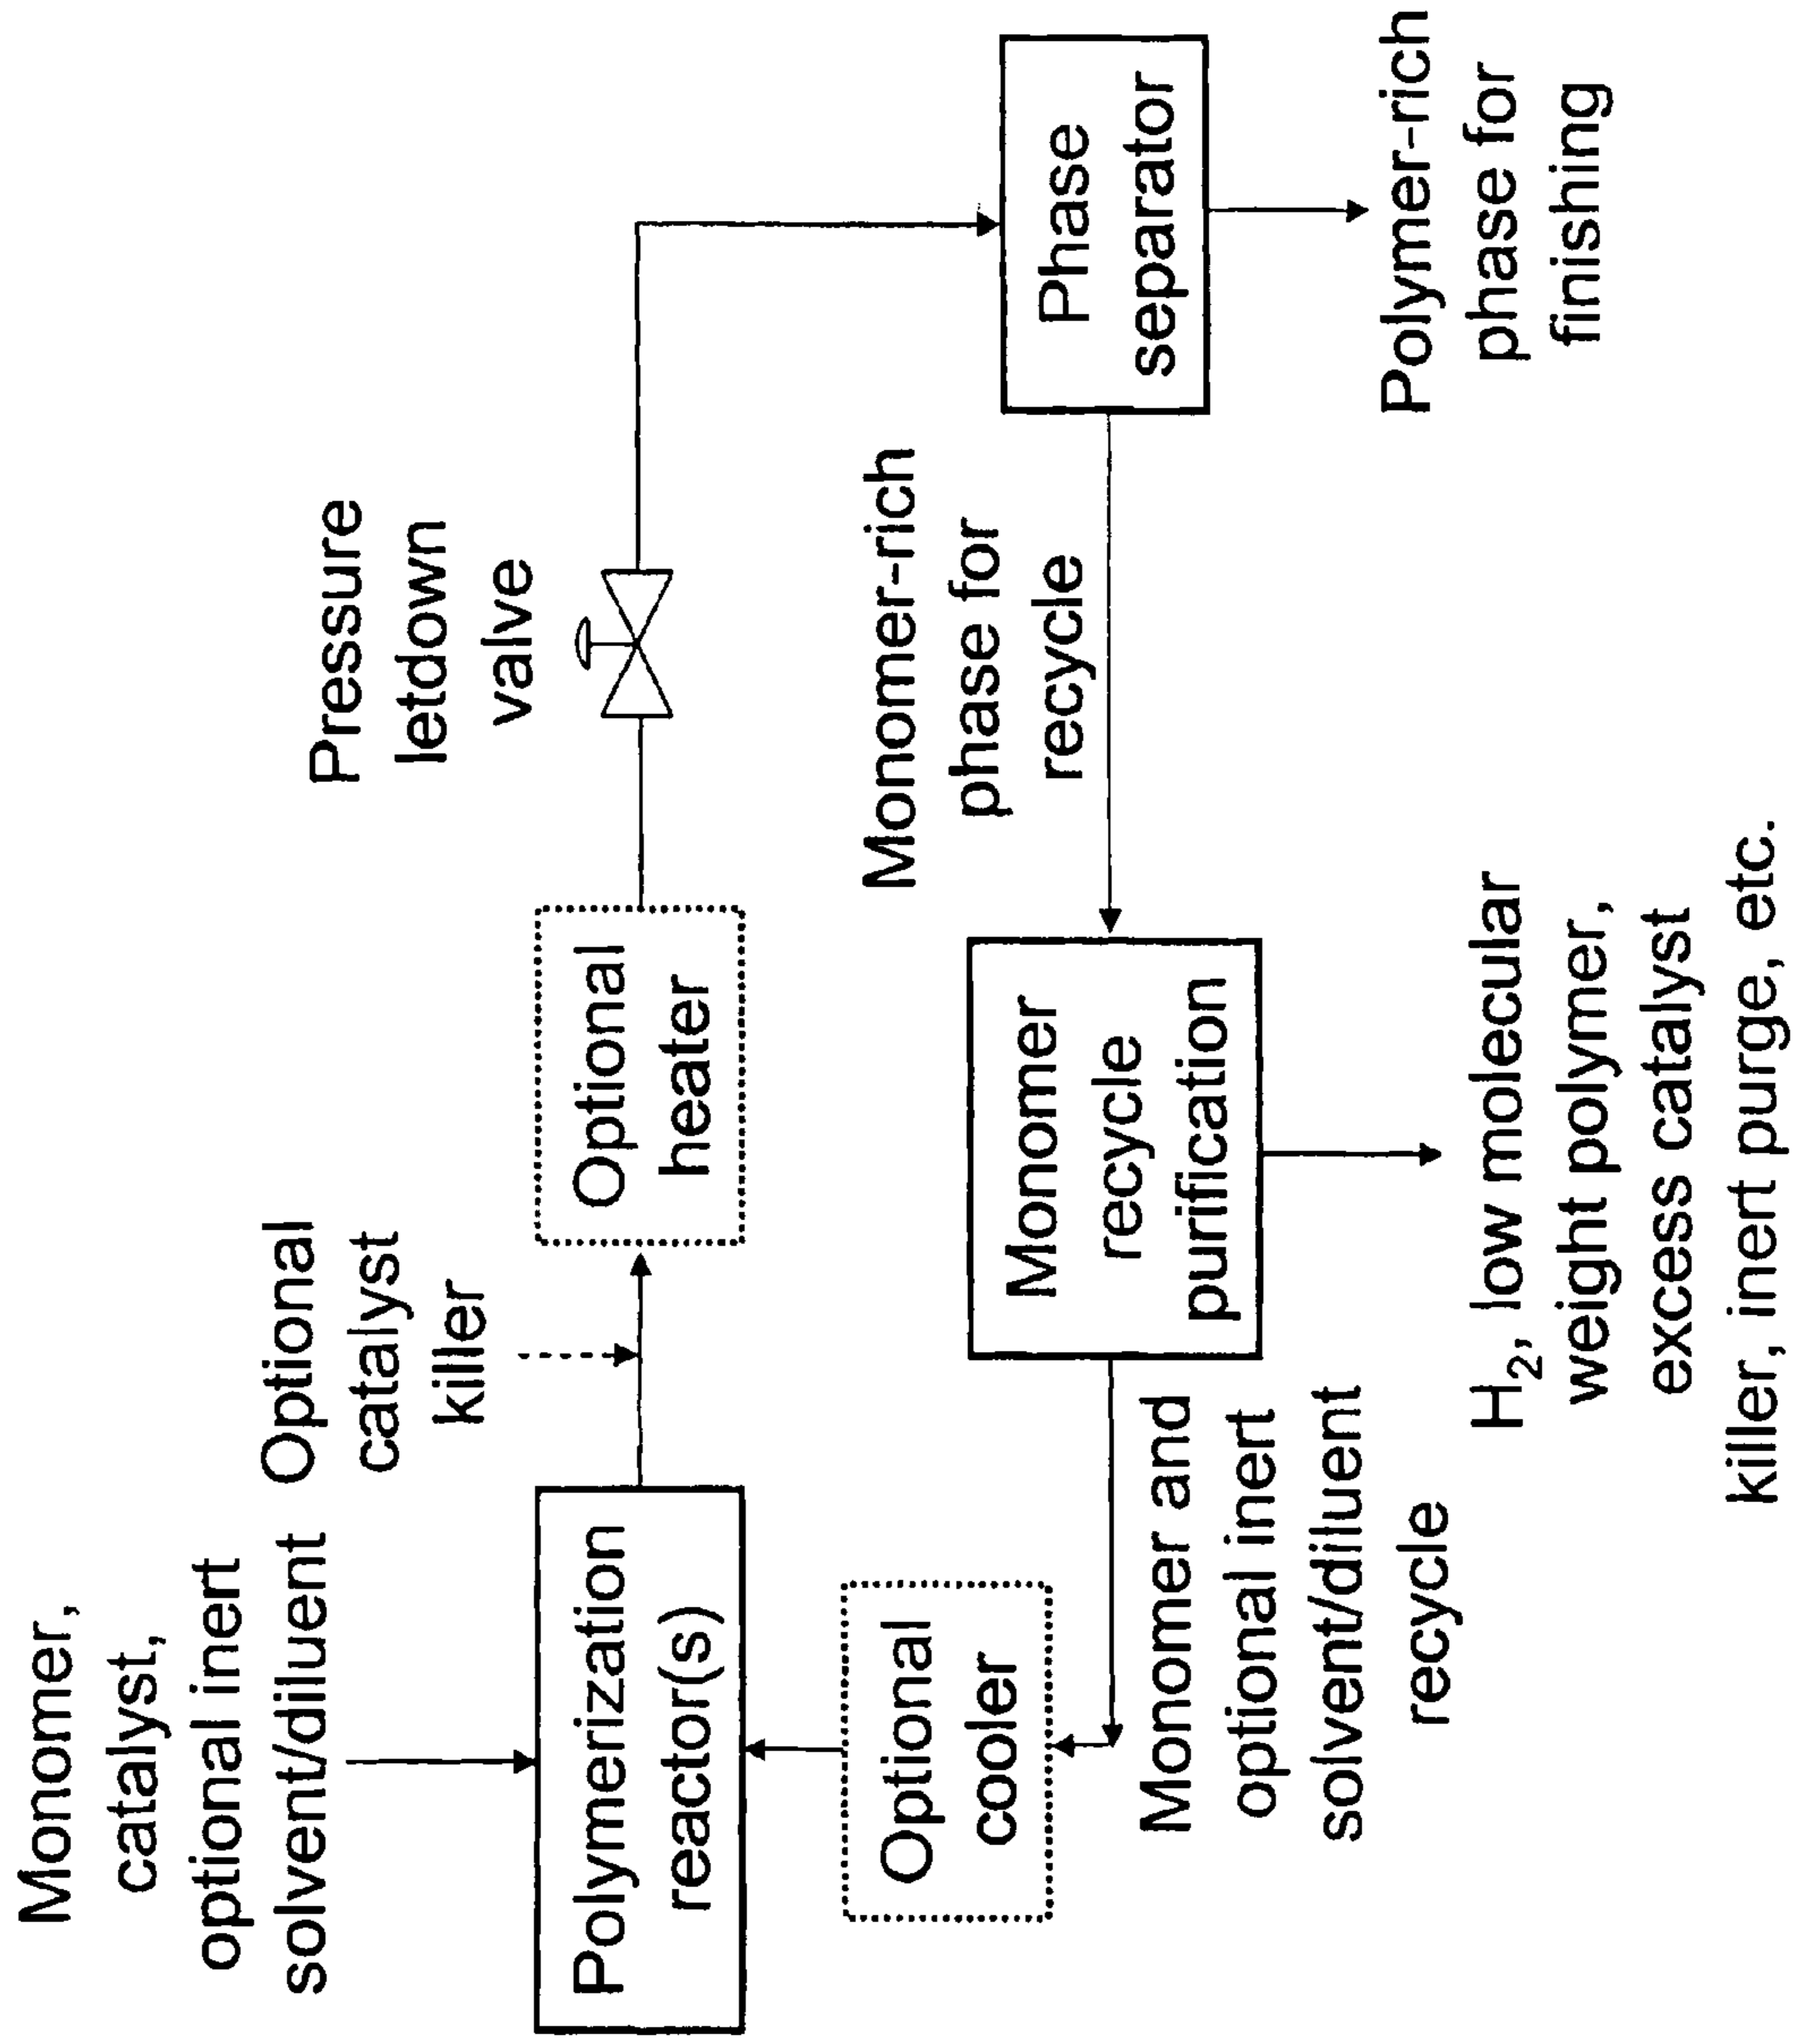 Momomer,
catalyst,
optional inert
solvent/diluent
Optional
catalyst
killer
Pressure
letdown
valve
Polymerization
reactor(s)
Optional
heater
Optional
cooler
Monomer-rich
phase for
recycle
Phase
separator
Monomer
recycle
purification
Monomer and
optional inert
solvent/diluent
recycle
Polymer-rich
phase for
finishing
H₂, low molecular
weight polymer,
excess catalyst
killer, inert purge, etc.